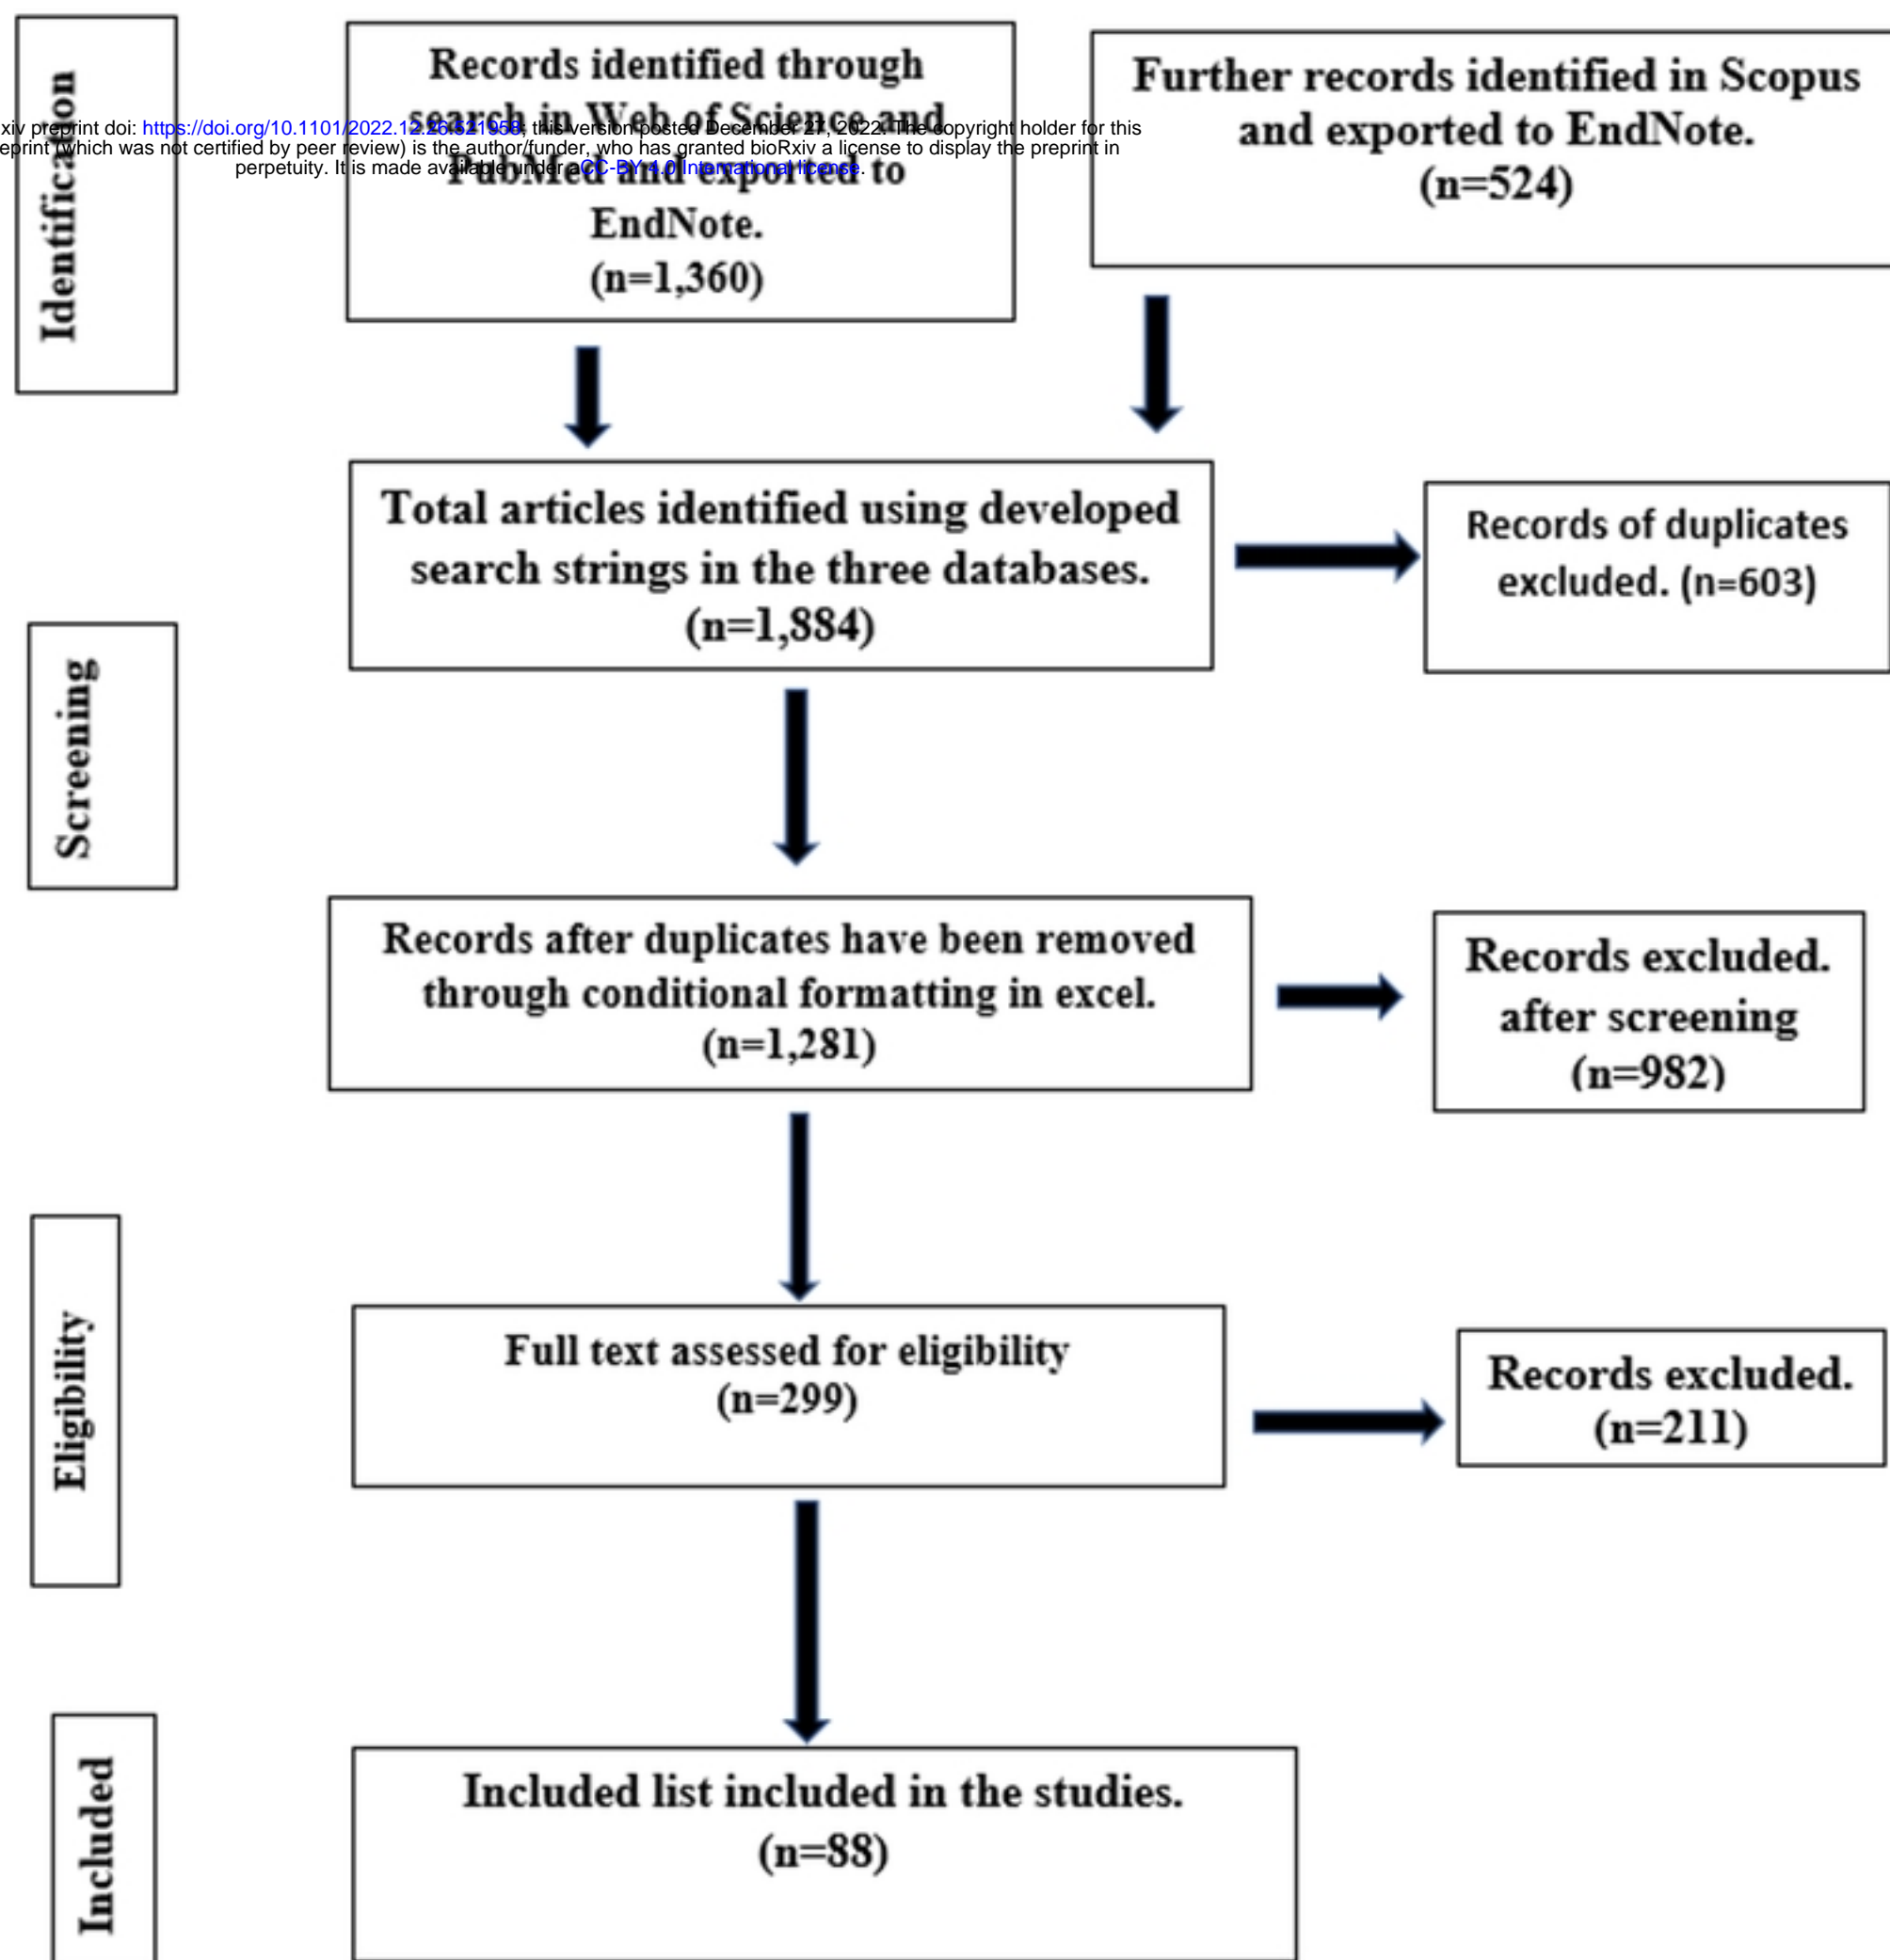 Identification
Records identified through
search in Web of Science and
PubMed and exported to
EndNote.
(n=1,360)
Further records identified in Scopus
and exported to EndNote.
(n=524)
xiv preprint doi: https://doi.org/10.1101/2022.12.26.521958; this version posted December 27, 2022. The copyright holder for this
eprint (which was not certified by peer review) is the author/funder, who has granted bioRxiv a license to display the preprint in
perpetuity. It is made available under aCC-BY 4.0 International license.
Total articles identified using developed
search strings in the three databases.
(n=1,884)
Records of duplicates
excluded. (n=603)
Screening
Records after duplicates have been removed
through conditional formatting in excel.
(n=1,281)
Records excluded.
after screening
(n=982)
Eligibility
Full text assessed for eligibility
(n=299)
Records excluded.
(n=211)
Included
Included list included in the studies.
(n=88)